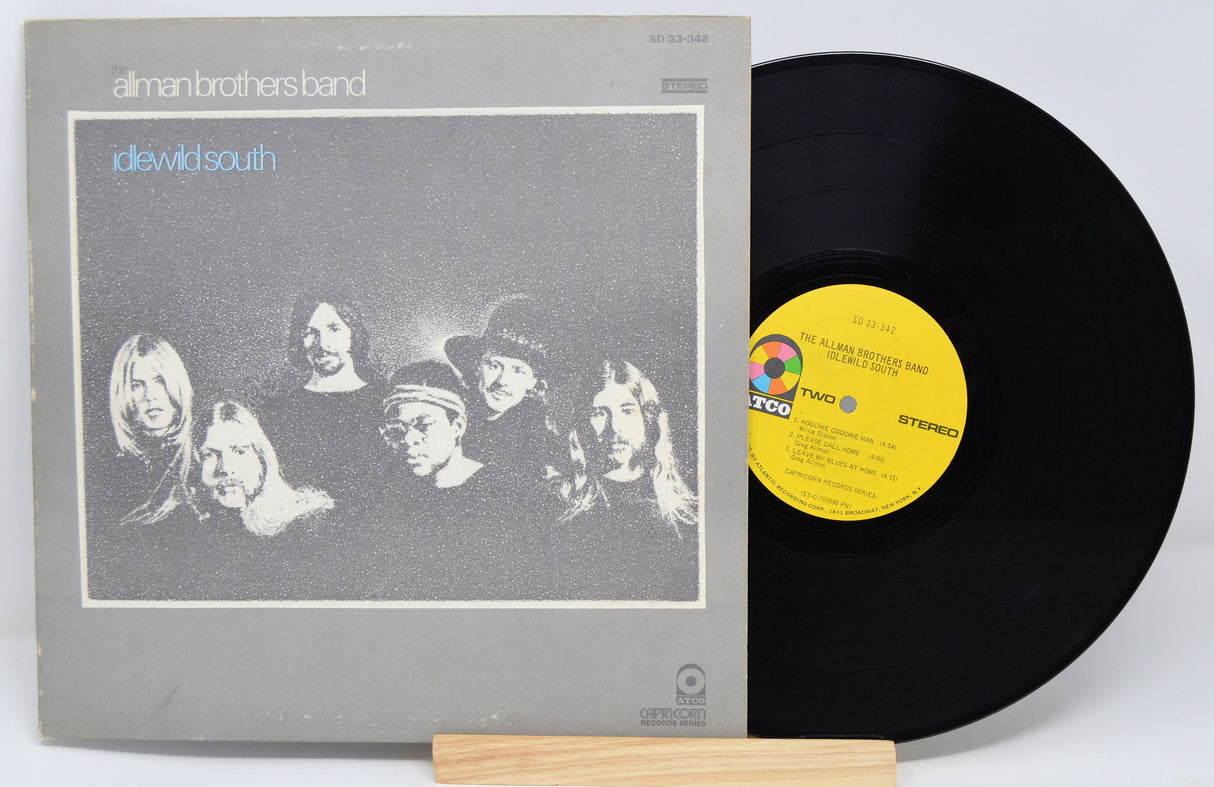 SD 33-342
the
allman brothers band
STEREO
idlewild south
ATCO
CAPRICORN
RECORDS SERIES
SD 33-342
THE ALLMAN BROTHERS BAND
IDLEWILD SOUTH
ATCO
TWO
STEREO
1. HOOCHIE COOCHIE MAN (4:54)
Willie Dixon
2. PLEASE CALL HOME (4:00)
Greg Allman
3. LEAVE MY BLUES AT HOME (4:15)
Greg Allman
CAPRICORN RECORDS SERIES
(ST-C-701990 PR)
BY ATLANTIC RECORDING CORP., 1841 BROADWAY, NEW YORK, N.Y.